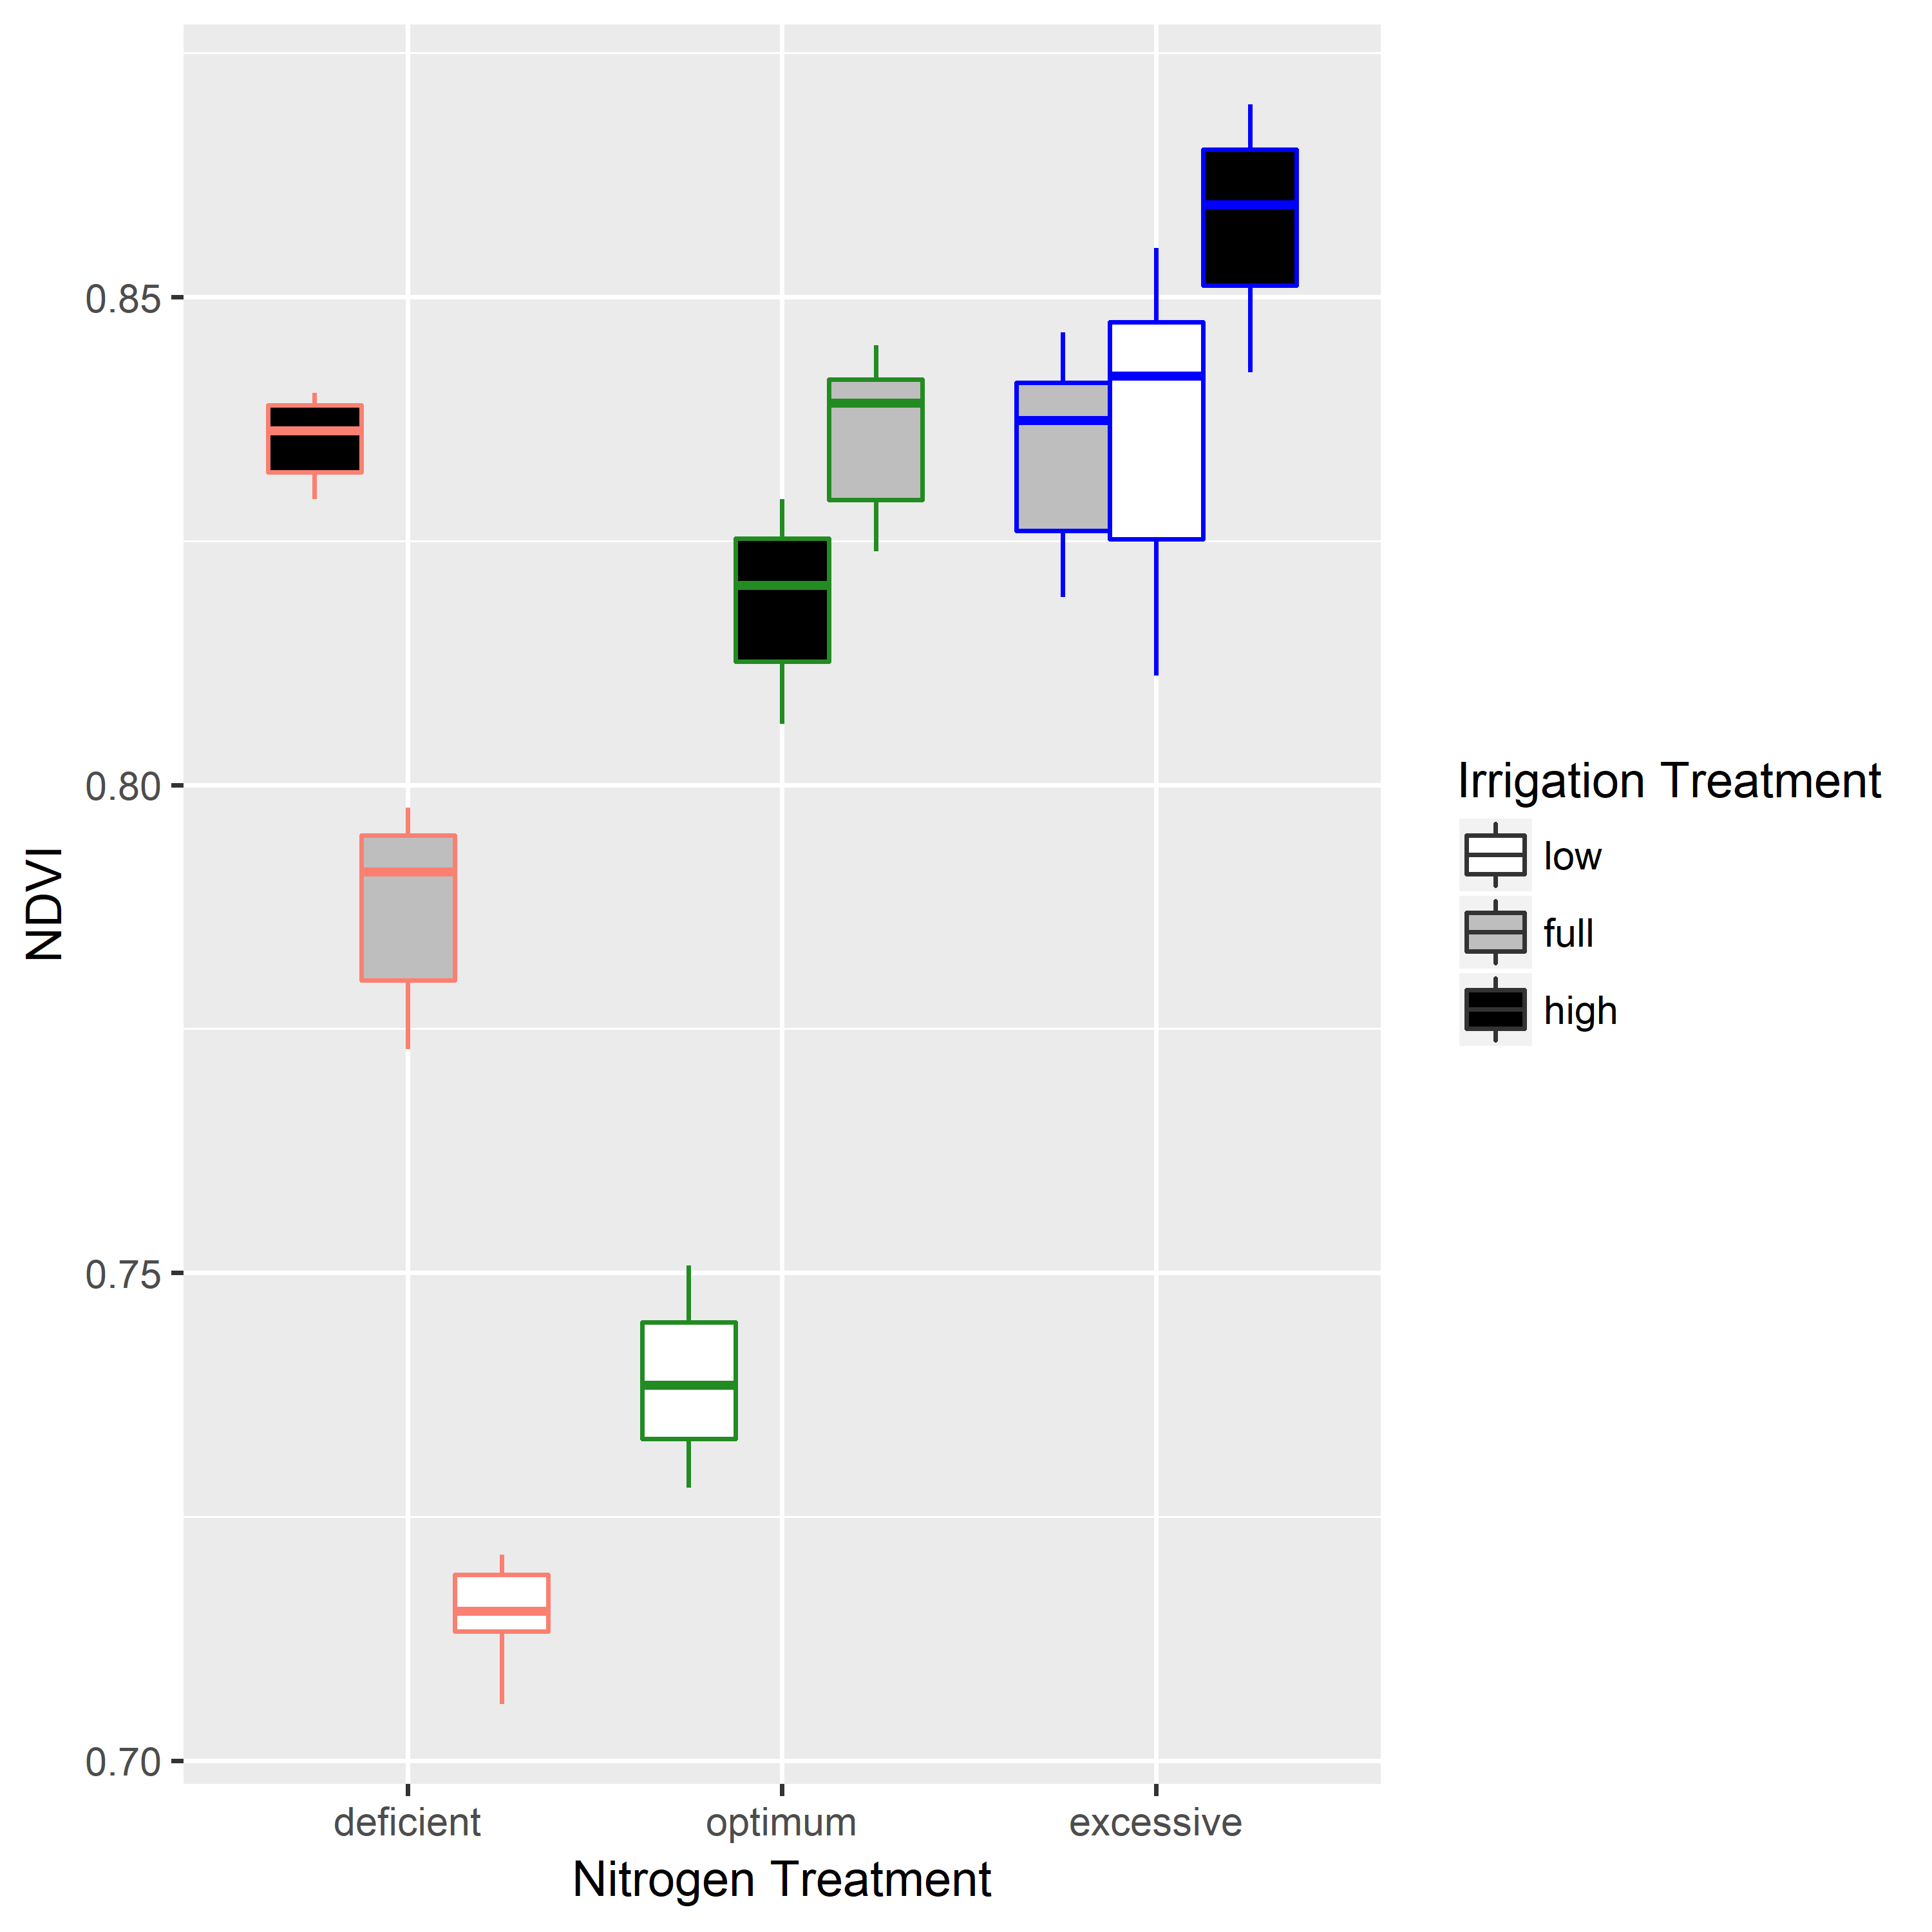 NDVI
0.85
0.80
0.75
0.70
deficient optimum excessive
Nitrogen Treatment
Irrigation Treatment
low
full
high